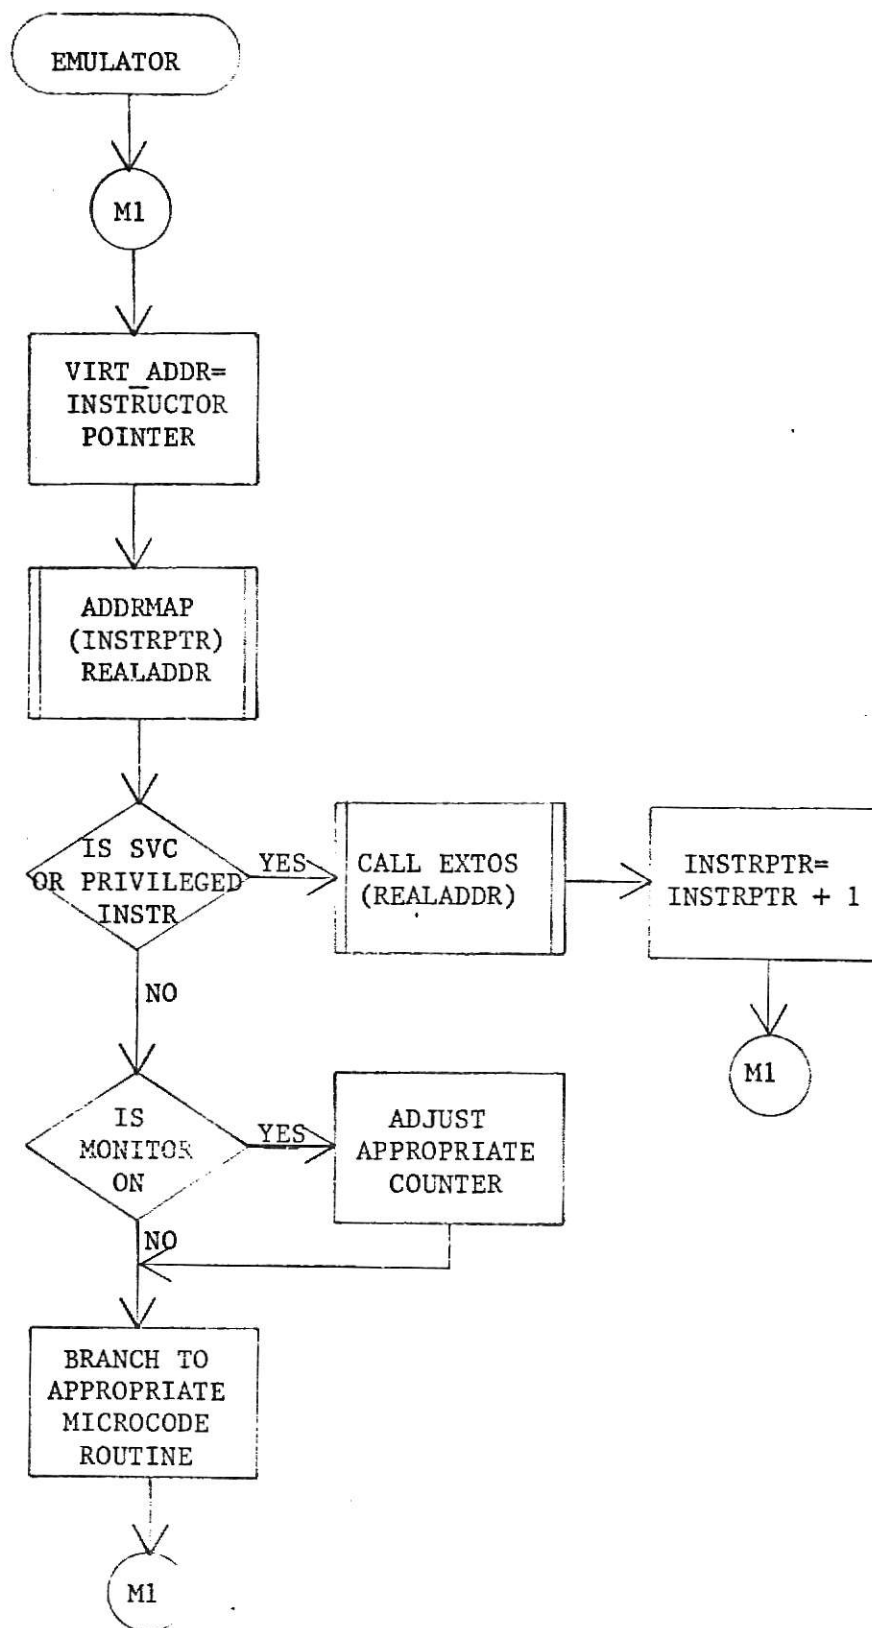 EMULATOR
M1
VIRT_ADDR=
INSTRUCTOR
POINTER
ADDRMAP
(INSTRPTR)
REALADDR
IS SVC
OR PRIVILEGED
INSTR
YES
CALL EXTOS
(REALADDR)
INSTRPTR=
INSTRPTR + 1
M1
NO
IS
MONITOR
ON
YES
ADJUST
APPROPRIATE
COUNTER
NO
BRANCH TO
APPROPRIATE
MICROCODE
ROUTINE
M1